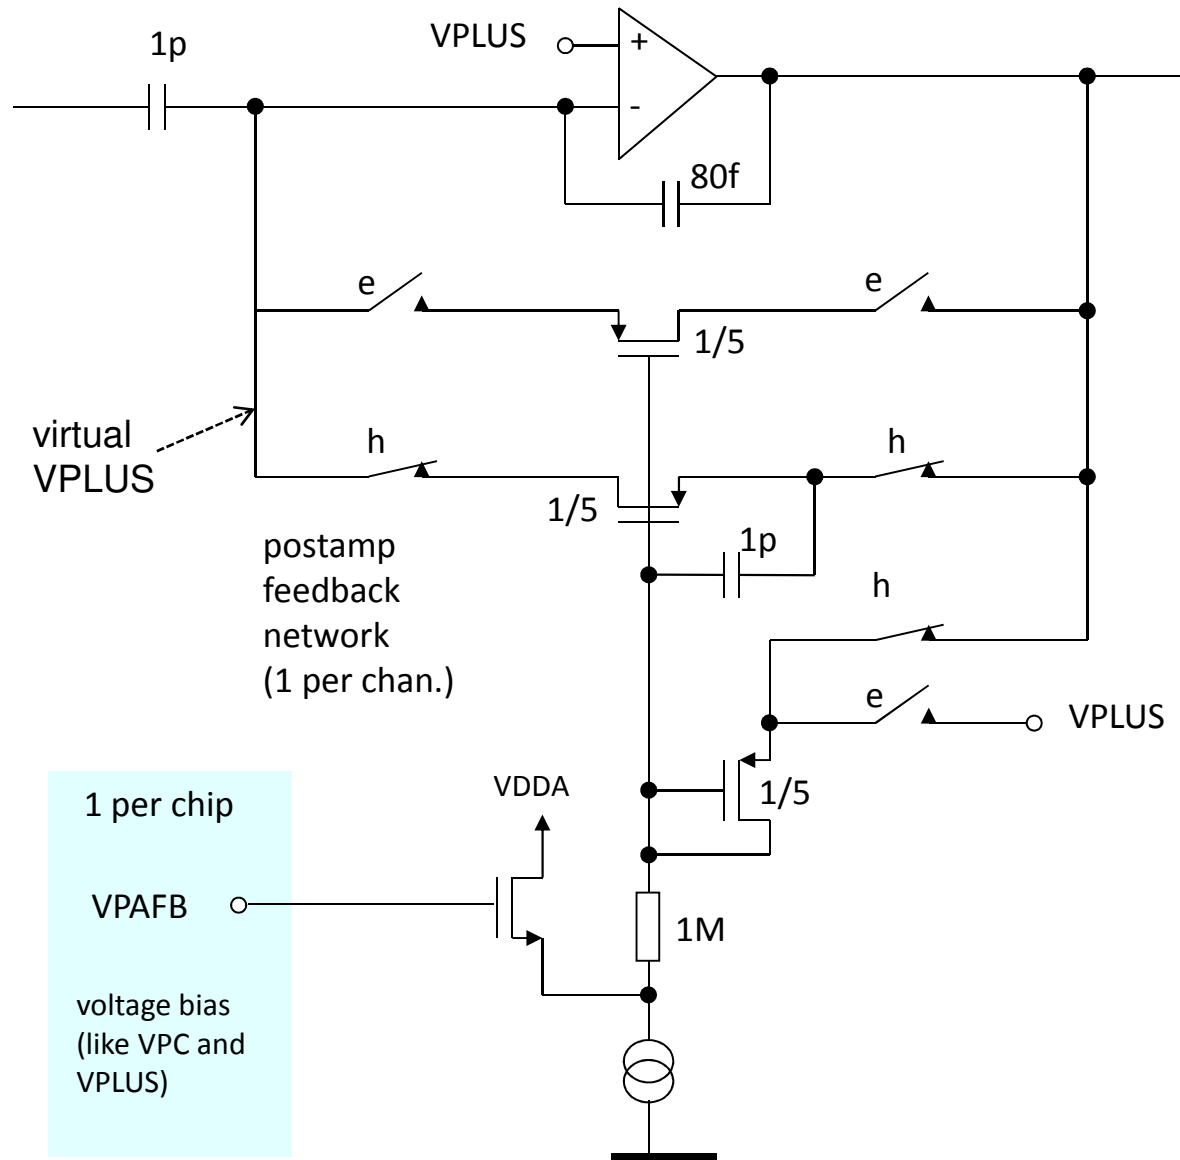 1p
VPLUS
+
-
80f
e
e
1/5
virtual
VPLUS
h
h
1/5
1p
postamp
feedback
network
(1 per chan.)
h
e
VPLUS
1/5
VDDA
1 per chip
VPAFB
1M
voltage bias
(like VPC and
VPLUS)